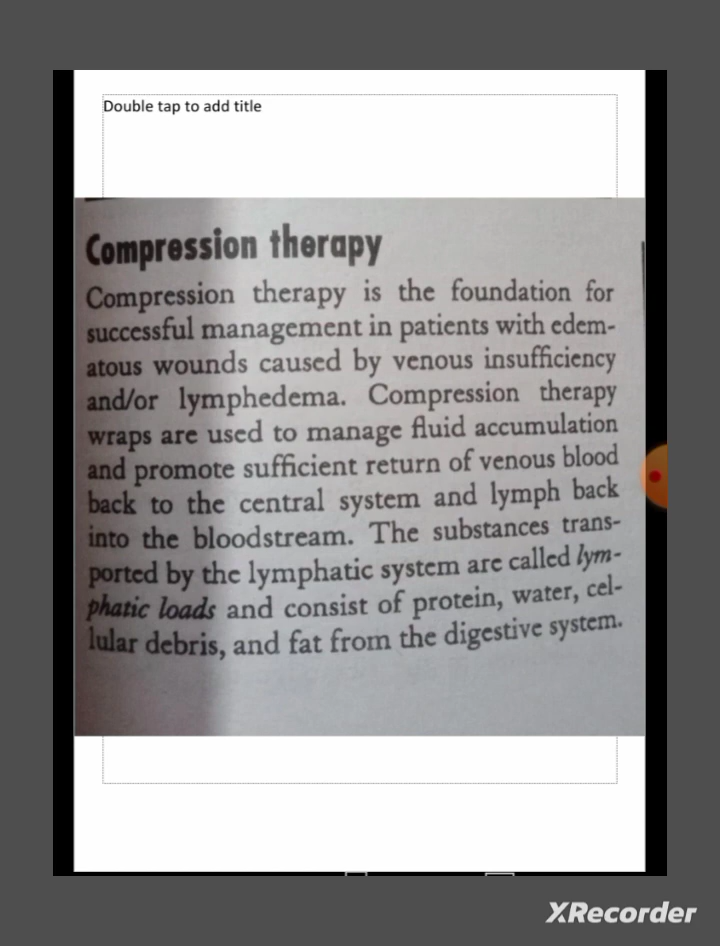 Double tap to add title
Compression therapy
Compression therapy is the foundation for
successful management in patients with edem-
atous wounds caused by venous insufficiency
and/or lymphedema. Compression therapy
wraps are used to manage fluid accumulation
and promote sufficient return of venous blood
back to the central system and lymph back
into the bloodstream. The substances trans-
ported by the lymphatic system are called lym-
phatic loads and consist of protein, water, cel-
lular debris, and fat from the digestive system.
XRecorder